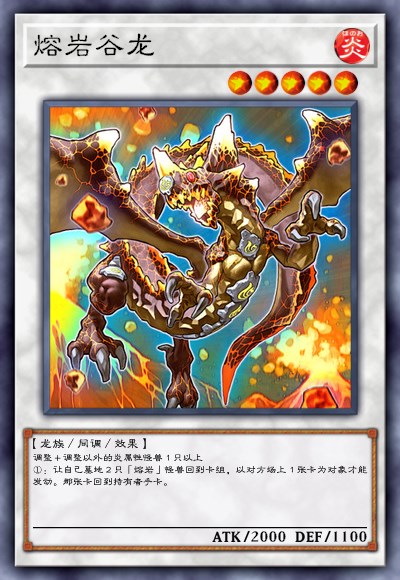 熔岩谷龙
ほのお
炎
【龙族／同调／效果】
调整＋调整以外的炎属性怪兽１只以上
①：让自己墓地２只「熔岩」怪兽回到卡组，以对方场上１张卡为对象才能
发动。那张卡回到持有者手卡。
ATK/2000 DEF/1100